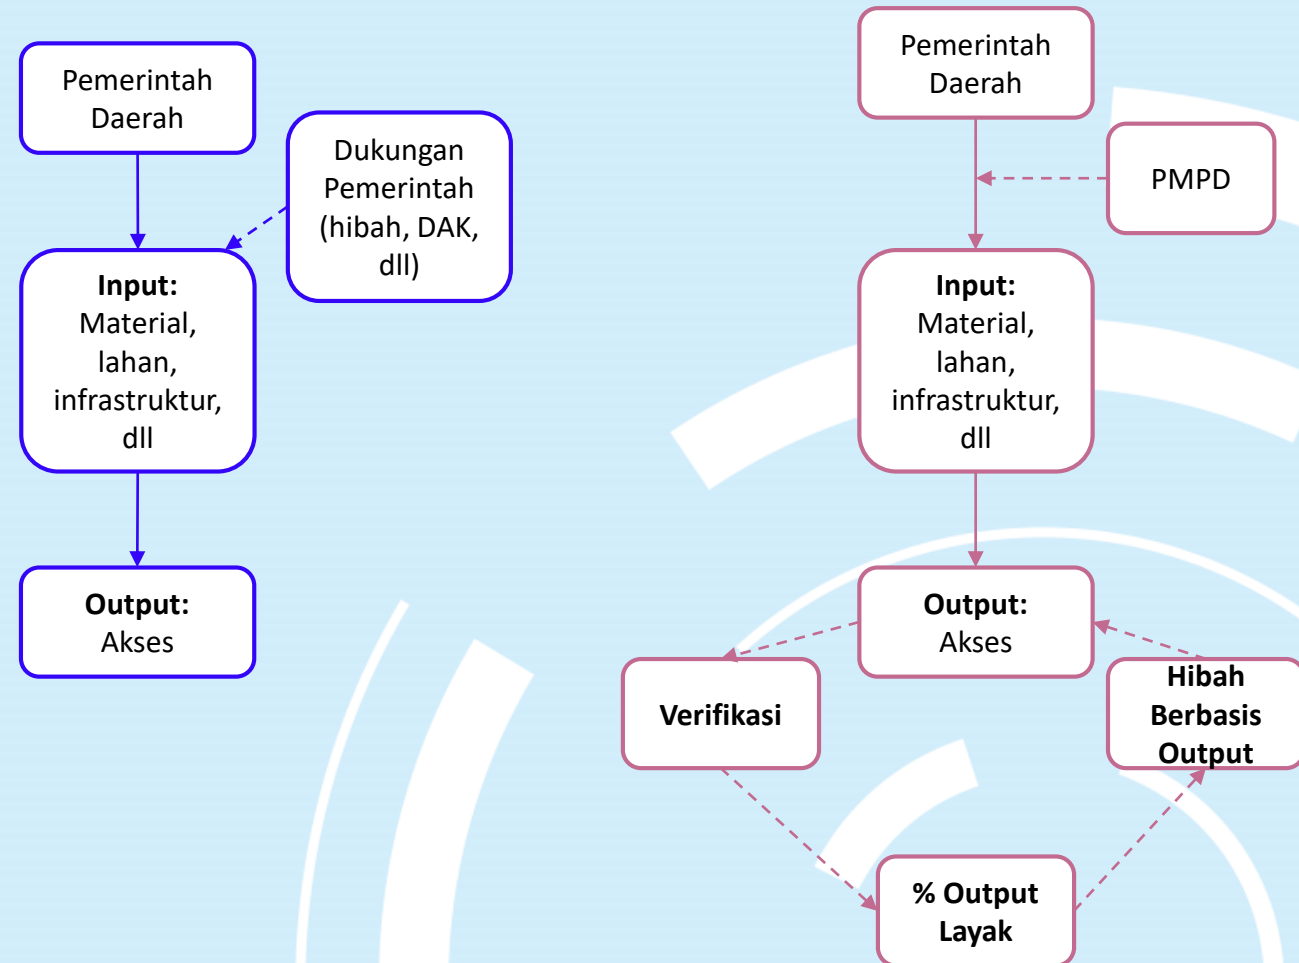 Pemerintah
Daerah
Dukungan
Pemerintah
(hibah, DAK,
dll)
Input:
Material,
lahan,
infrastruktur,
dll
Output:
Akses
Pemerintah
Daerah
PMPD
Input:
Material,
lahan,
infrastruktur,
dll
Output:
Akses
Verifikasi
Hibah
Berbasis
Output
% Output
Layak